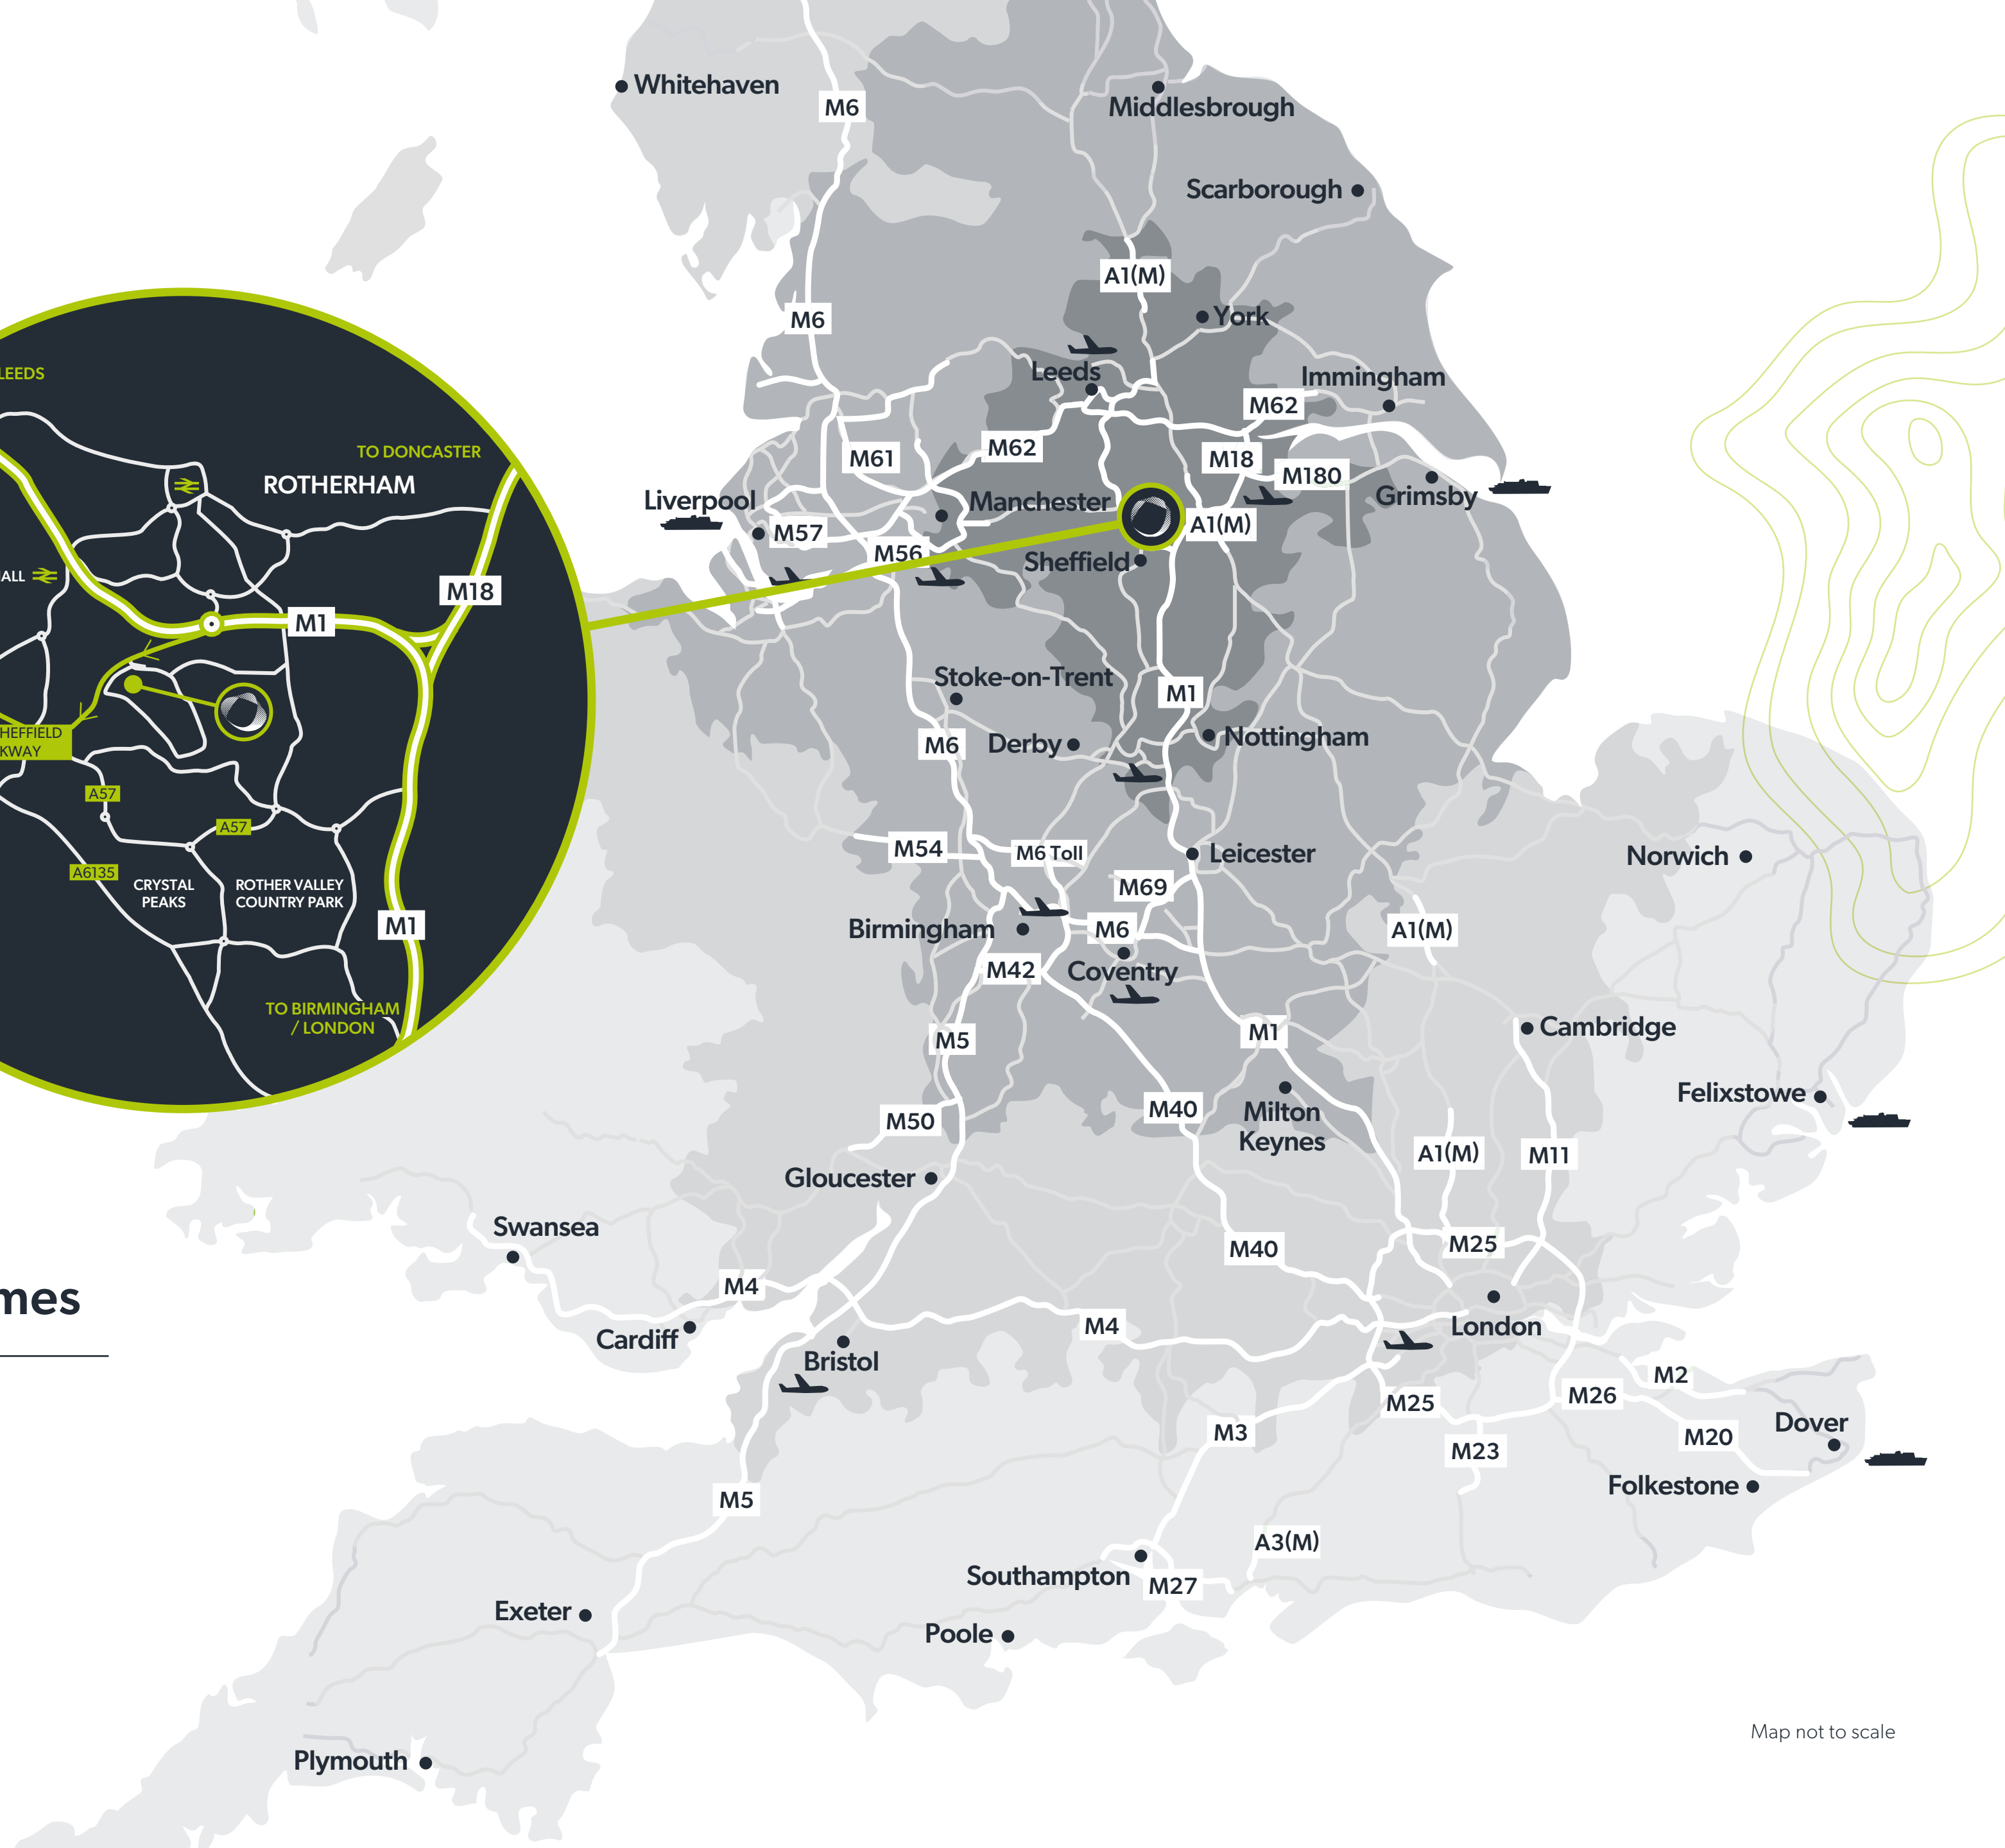 Whitehaven
M6
Middlesbrough
Scarborough
A1(M)
M6
York
Leeds
Immingham
M62
M62
M61
M18
M180
Grimsby
Liverpool
Manchester
M57
A1(M)
M56
Sheffield
Stoke-on-Trent
M1
M6
Derby
Nottingham
M54
M6 Toll
Leicester
Norwich
M69
Birmingham
M6
A1(M)
M42
Coventry
M5
M1
Cambridge
Felixstowe
M50
M40
Milton
Keynes
A1(M)
M11
Gloucester
Swansea
M40
M25
M4
Cardiff
Bristol
M4
London
M2
M25
M26
Dover
M3
M23
M20
Folkestone
M5
A3(M)
Southampton
M27
Exeter
Poole
Plymouth
LEEDS
TO DONCASTER
ROTHERHAM
ALL
M18
M1
HEFFIELD
KWAY
A57
A57
A6135
CRYSTAL
PEAKS
ROTHER VALLEY
COUNTRY PARK
M1
TO BIRMINGHAM
/ LONDON
mes
Map not to scale